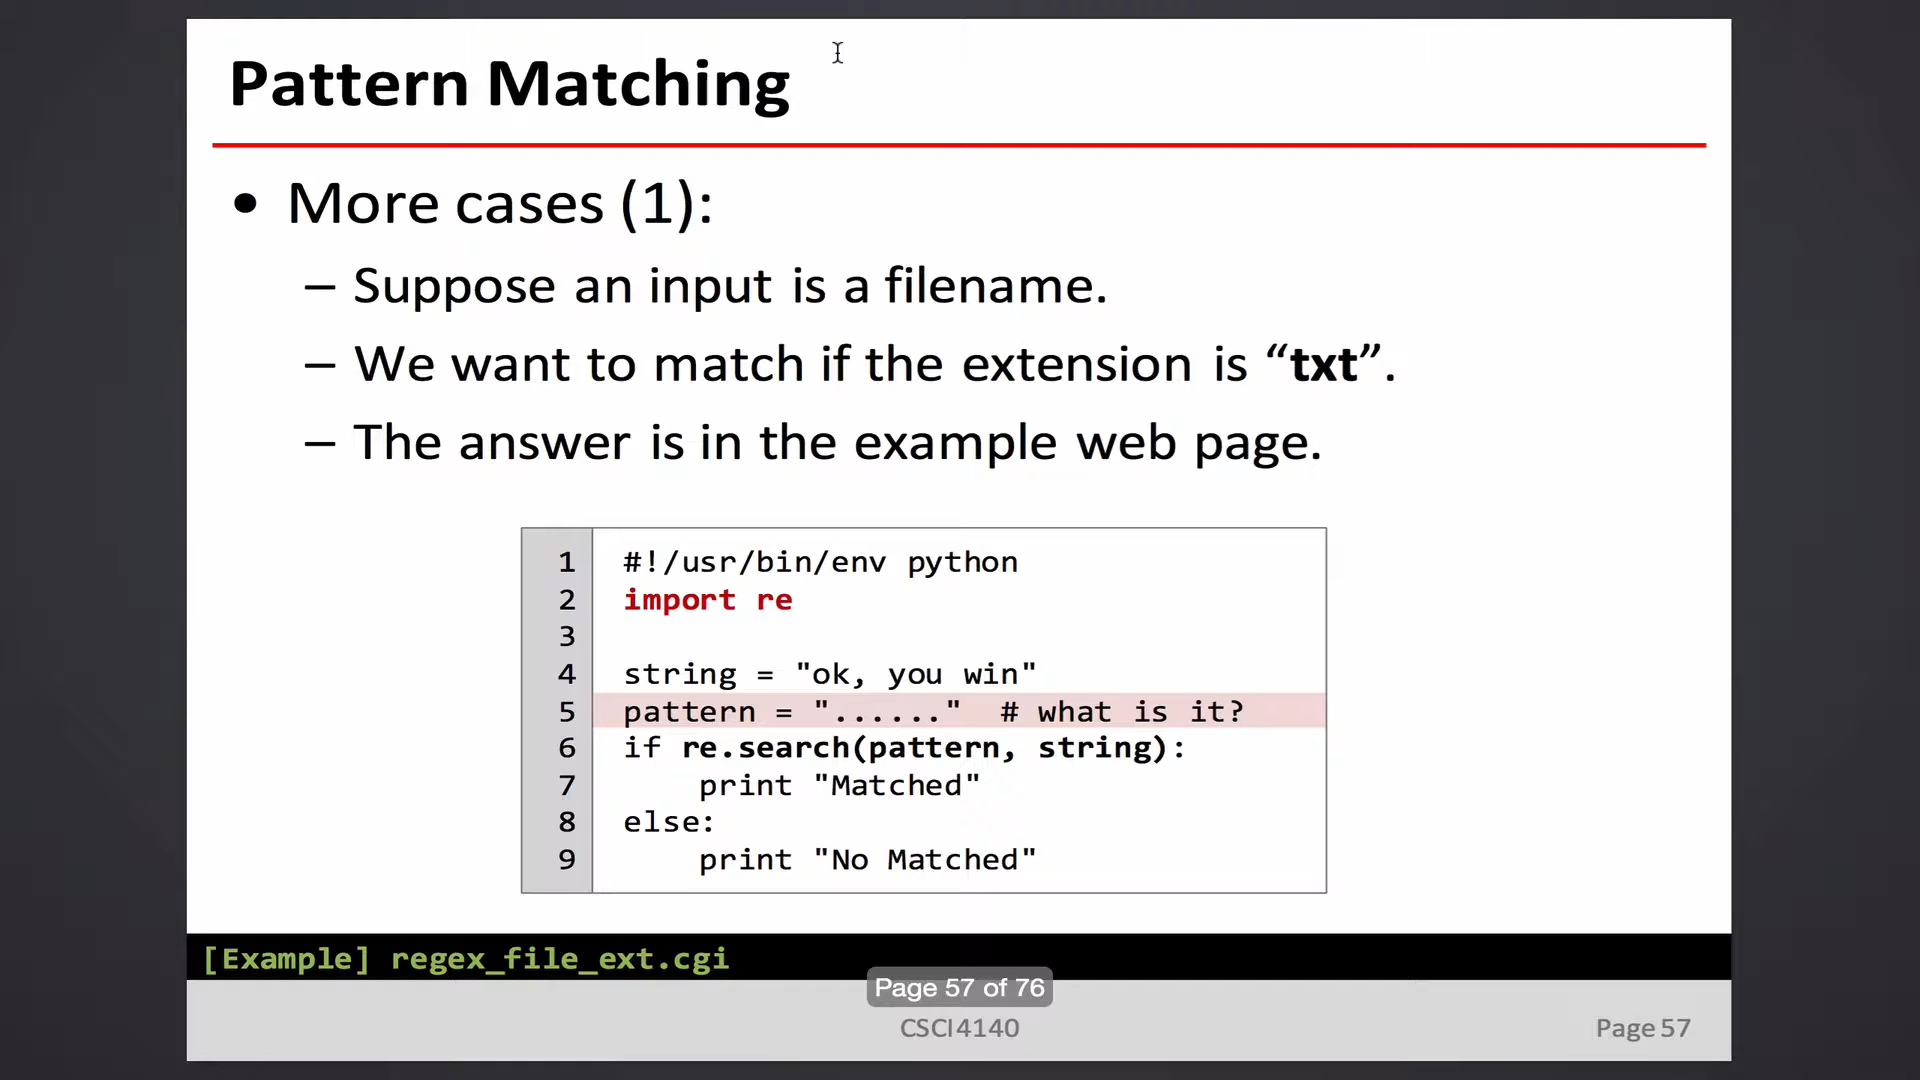 Pattern Matching
• More cases (1):
– Suppose an input is a filename.
– We want to match if the extension is “txt”.
– The answer is in the example web page.
1 #!/usr/bin/env python
2 import re
3
4 string = "ok, you win"
5 pattern = "......"  # what is it?
6 if re.search(pattern, string):
7     print "Matched"
8 else:
9     print "No Matched"
[Example] regex_file_ext.cgi
Page 57 of 76
CSCI4140
Page 57